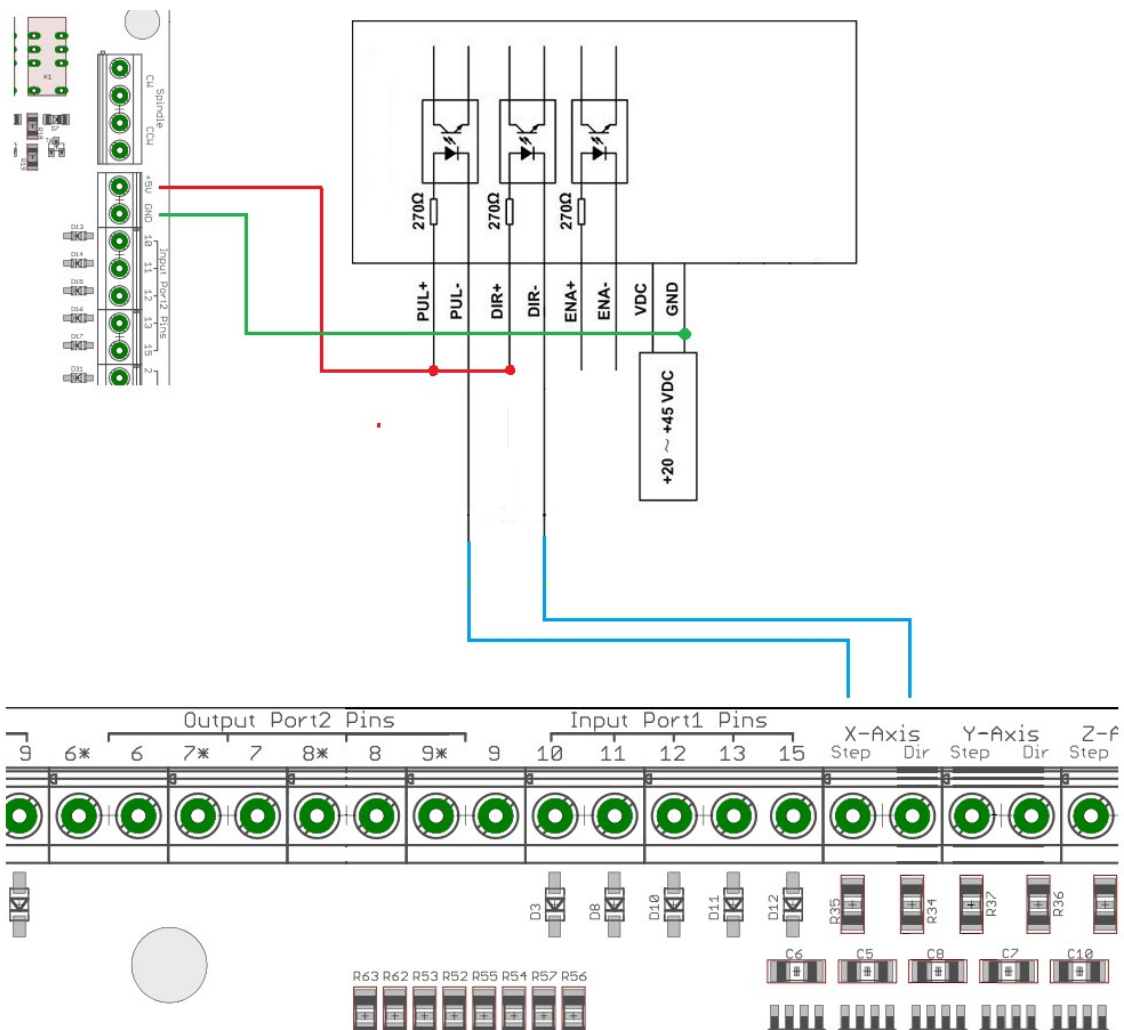 K1
CW
Spindle
CCW
D7
R19
+5V
GND
10
11
12
13
15
2
Input Port2 Pins
D13
D14
D15
D16
D17
D31
270Ω
270Ω
270Ω
PUL+
PUL-
DIR+
DIR-
ENA+
ENA-
VDC
GND
+20 ~ +45 VDC
Output Port2 Pins
Input Port1 Pins
X-Axis
Y-Axis
Z-A
9 6* 6 7* 7 8* 8 9* 9 10 11 12 13 15 Step Dir Step Dir Step
D3
D8
D10
D11
D12
R35
R34
R37
R36
C6 C5 C8 C7 C10
R63 R62 R53 R52 R55 R54 R57 R56